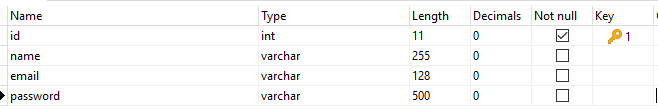 Name Type Length Decimals Not null Key
id int 11 0 1
name varchar 255 0
email varchar 128 0
password varchar 500 0